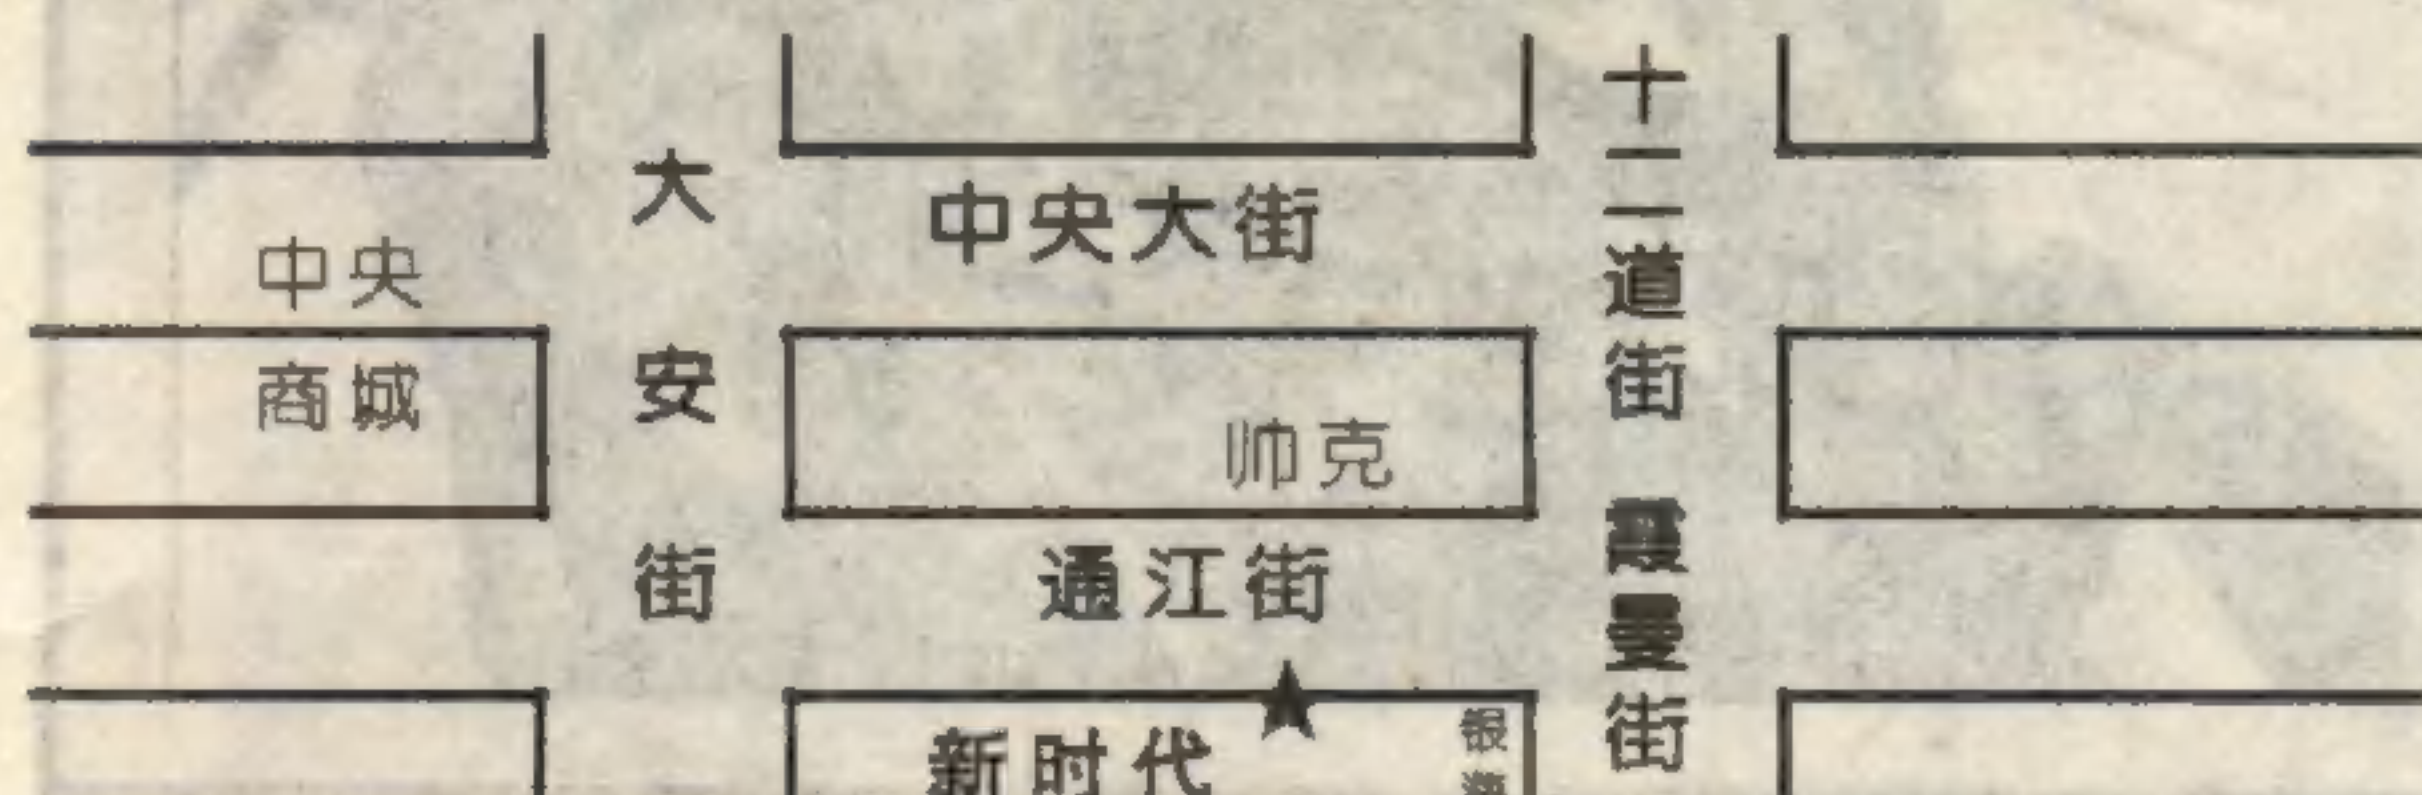 大安街
中央大街
十二道街
霞曼街
中央
商城
帅克
通江街
新时代
银